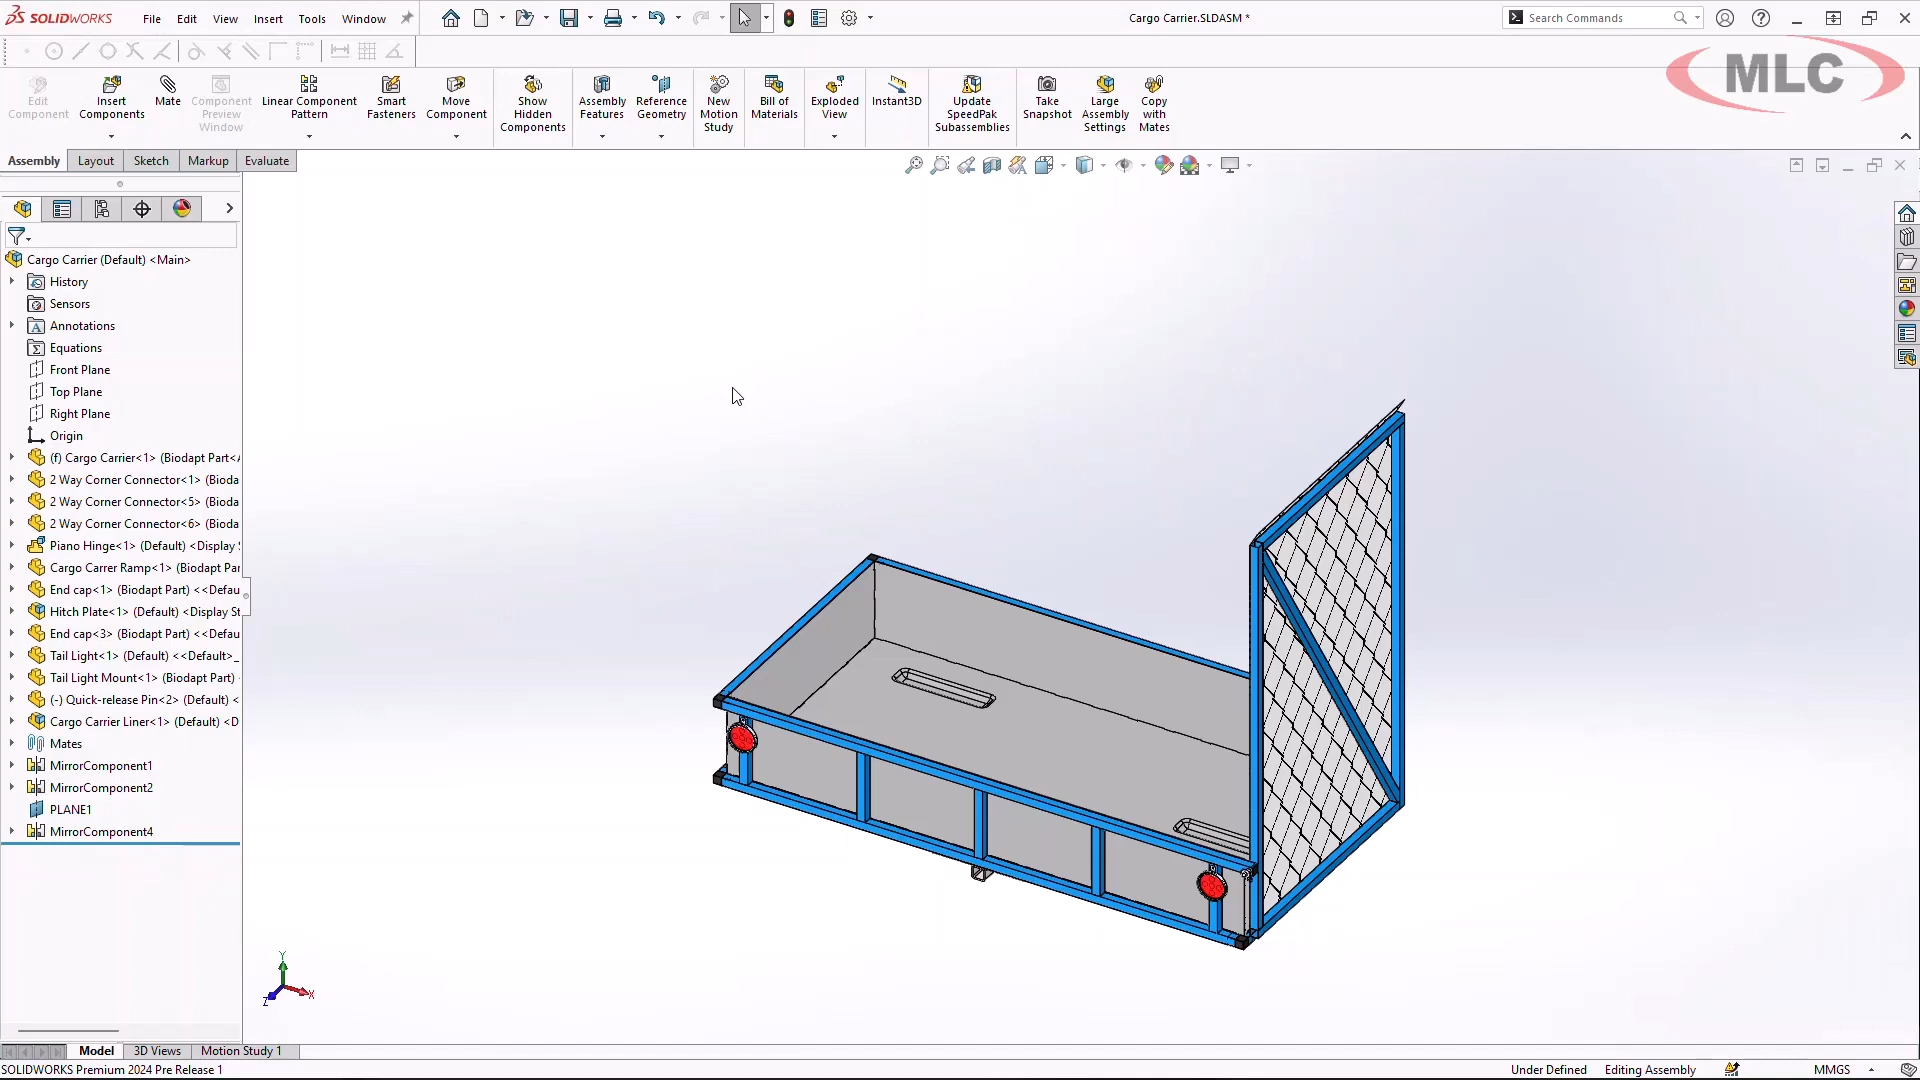 SOLIDWORKS
File Edit View Insert Tools Window
Cargo Carrier.SLDASM *
Search Commands
MLC
Edit Component
Insert Components
Mate
Component Preview Window
Linear Component Pattern
Smart Fasteners
Move Component
Show Hidden Components
Assembly Features
Reference Geometry
New Motion Study
Bill of Materials
Exploded View
Instant3D
Update SpeedPak Subassemblies
Take Snapshot
Large Assembly Settings
Copy with Mates
Assembly Layout Sketch Markup Evaluate
Cargo Carrier (Default) <Main>
History
Sensors
Annotations
Equations
Front Plane
Top Plane
Right Plane
Origin
(f) Cargo Carrier<1> (Biodapt Part<
2 Way Corner Connector<1> (Bioda
2 Way Corner Connector<5> (Bioda
2 Way Corner Connector<6> (Bioda
Piano Hinge<1> (Default) <Display
Cargo Carrer Ramp<1> (Biodapt Par
End cap<1> (Biodapt Part) <<Defau
Hitch Plate<1> (Default) <Display St
End cap<3> (Biodapt Part) <<Defau
Tail Light<1> (Default) <<Default>_
Tail Light Mount<1> (Biodapt Part)
(-) Quick-release Pin<2> (Default) <
Cargo Carrier Liner<1> (Default) <D
Mates
MirrorComponent1
MirrorComponent2
PLANE1
MirrorComponent4
Y
Z X
Model 3D Views Motion Study 1
SOLIDWORKS Premium 2024 Pre Release 1
Under Defined Editing Assembly MMGS